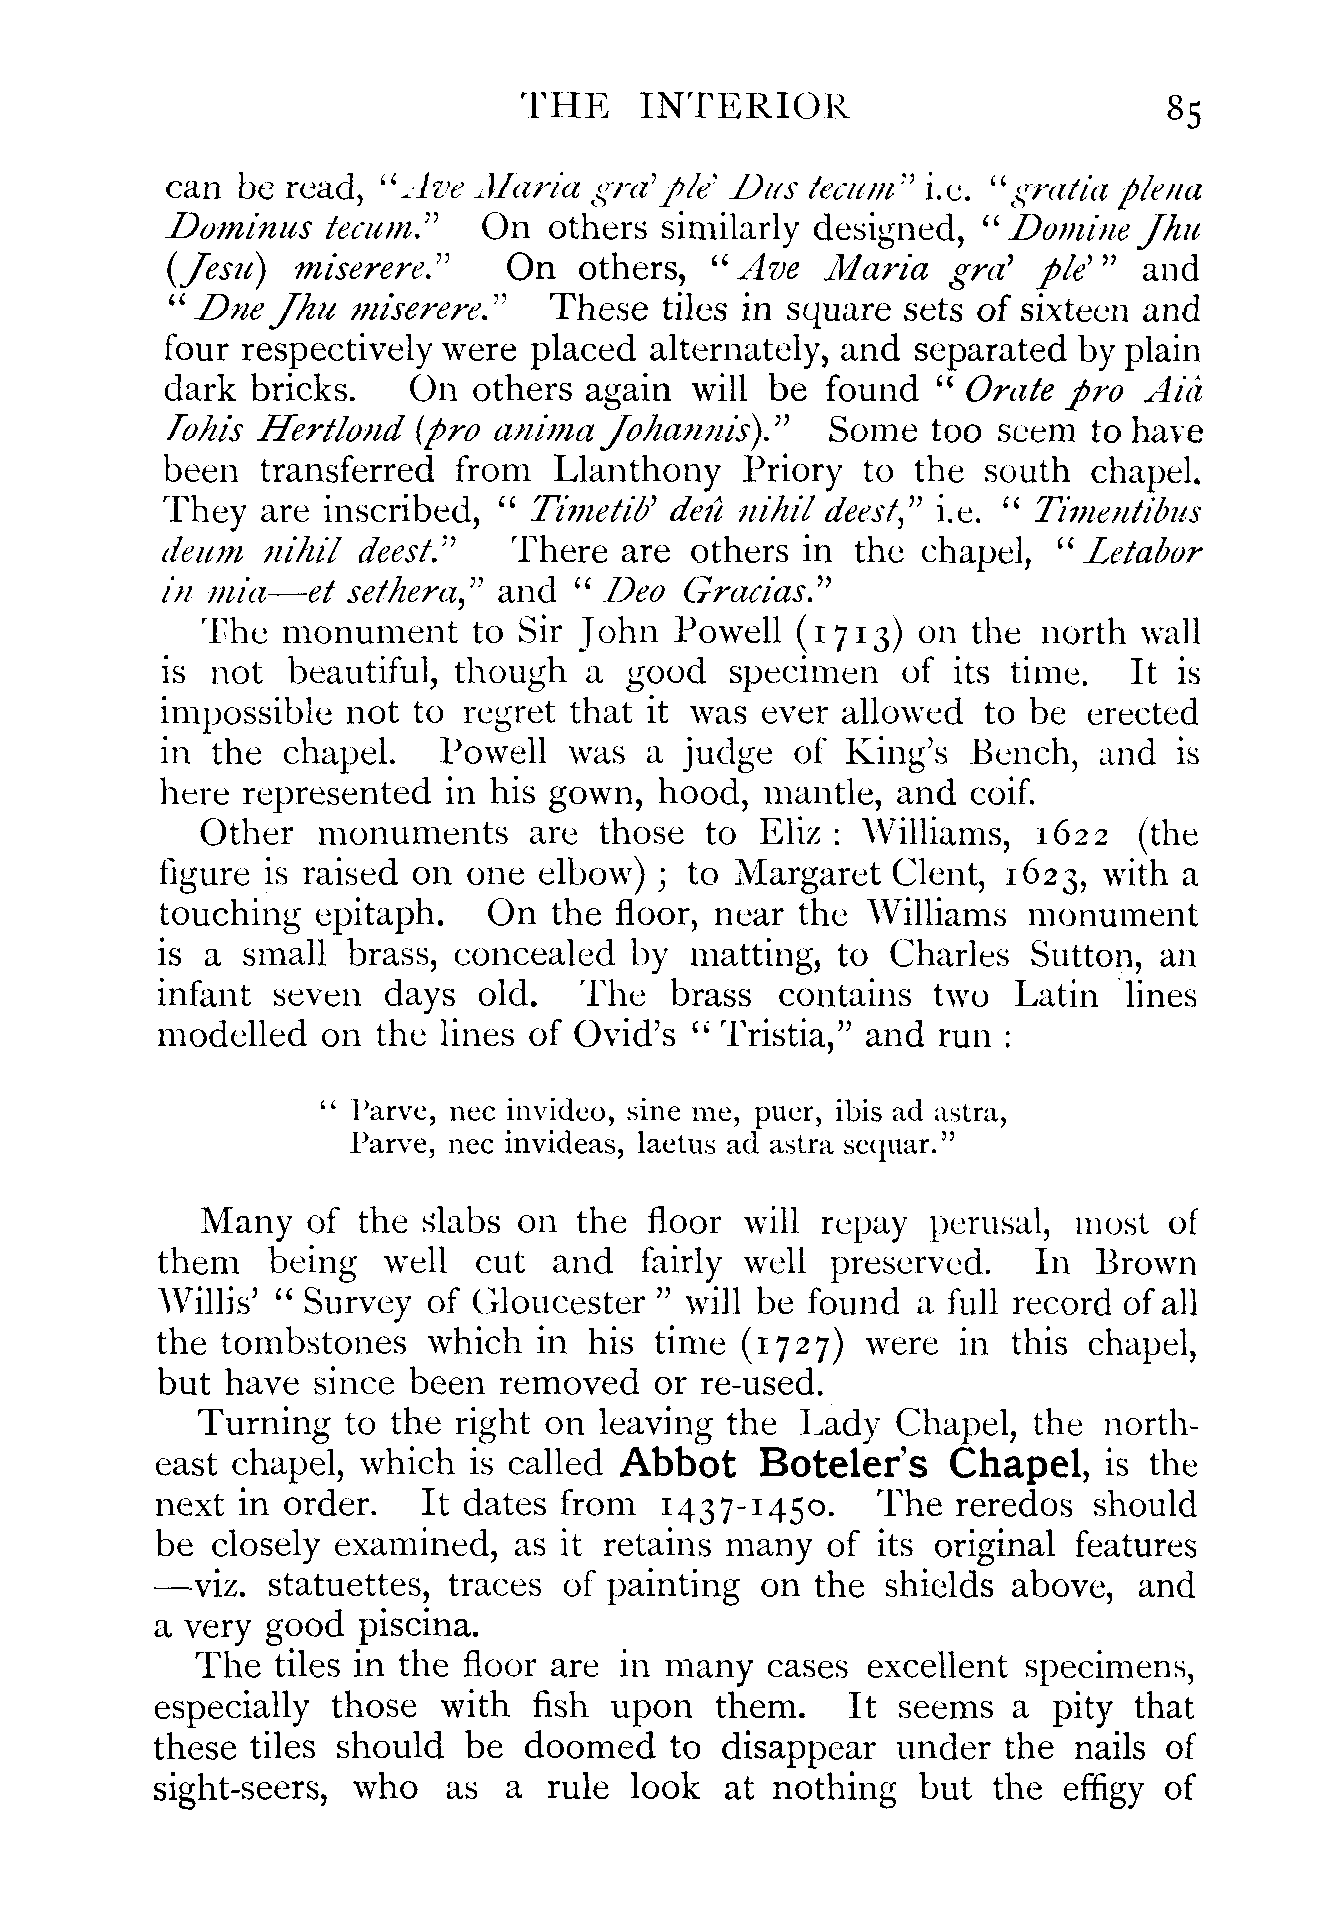 THE INTERIOR 85
can be read, "Ave Maria gra' ple' Dus tecum" i.e. "gratia plena
Dominus tecum." On others similarly designed, "Domine Jhu
(Jesu) miserere." On others, "Ave Maria gra' ple'" and
"Dne Jhu miserere." These tiles in square sets of sixteen and
four respectively were placed alternately, and separated by plain
dark bricks. On others again will be found "Orate pro Aiâ
Iohis Hertlond (pro anima Johannis)." Some too seem to have
been transferred from Llanthony Priory to the south chapel.
They are inscribed, "Timetib' deû nihil deest," i.e. "Timentibus
deum nihil deest." There are others in the chapel, "Letabor
in mia—et sethera," and "Deo Gracias."
The monument to Sir John Powell (1713) on the north wall
is not beautiful, though a good specimen of its time. It is
impossible not to regret that it was ever allowed to be erected
in the chapel. Powell was a judge of King's Bench, and is
here represented in his gown, hood, mantle, and coif.
Other monuments are those to Eliz: Williams, 1622 (the
figure is raised on one elbow); to Margaret Clent, 1623, with a
touching epitaph. On the floor, near the Williams monument
is a small brass, concealed by matting, to Charles Sutton, an
infant seven days old. The brass contains two Latin lines
modelled on the lines of Ovid's "Tristia," and run:
"Parve, nec invideo, sine me, puer, ibis ad astra,
Parve, nec invideas, laetus ad astra sequar."
Many of the slabs on the floor will repay perusal, most of
them being well cut and fairly well preserved. In Brown
Willis' "Survey of Gloucester" will be found a full record of all
the tombstones which in his time (1727) were in this chapel,
but have since been removed or re-used.
Turning to the right on leaving the Lady Chapel, the north-
east chapel, which is called Abbot Boteler's Chapel, is the
next in order. It dates from 1437-1450. The reredos should
be closely examined, as it retains many of its original features
—viz. statuettes, traces of painting on the shields above, and
a very good piscina.
The tiles in the floor are in many cases excellent specimens,
especially those with fish upon them. It seems a pity that
these tiles should be doomed to disappear under the nails of
sight-seers, who as a rule look at nothing but the effigy of